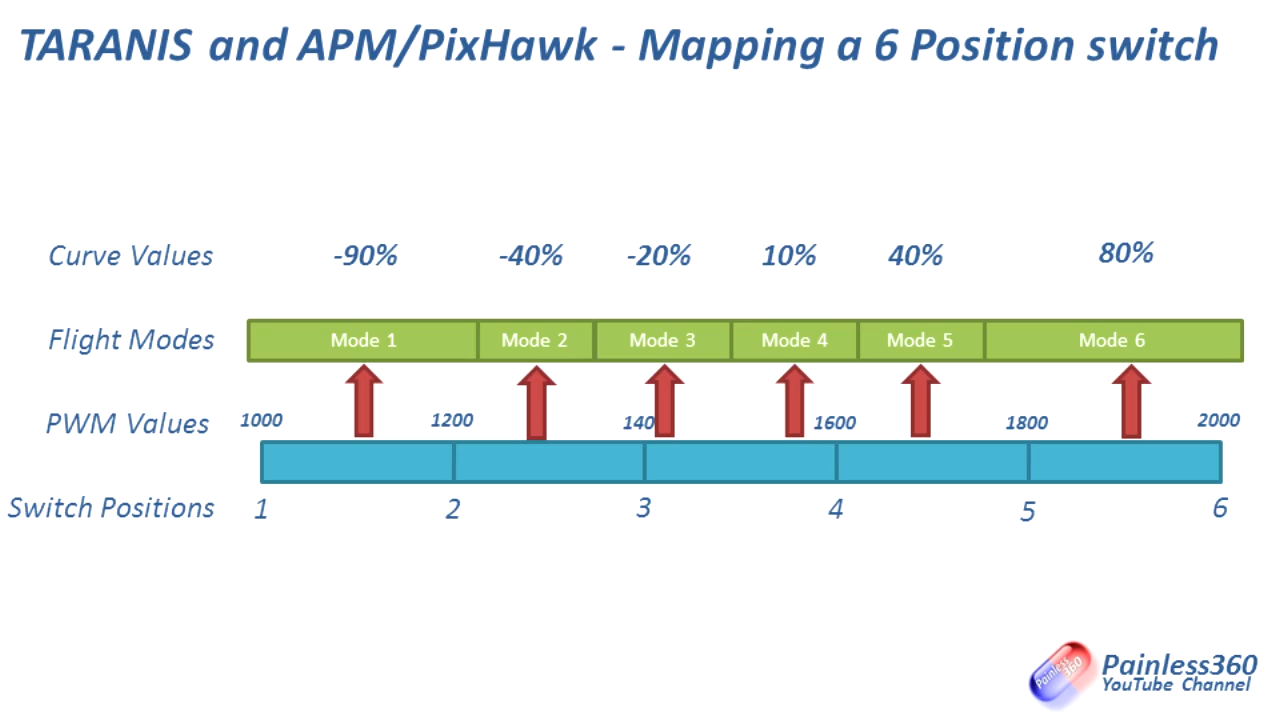 TARANIS and APM/PixHawk - Mapping a 6 Position switch
Curve Values -90% -40% -20% 10% 40% 80%
Flight Modes Mode 1 Mode 2 Mode 3 Mode 4 Mode 5 Mode 6
PWM Values 1000 1200 140 1600 1800 2000
Switch Positions 1 2 3 4 5 6
Painless360
Painless360
YouTube Channel